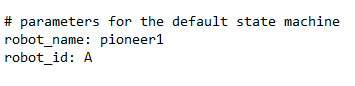 # parameters for the default state machine
robot_name: pioneer1
robot_id: A